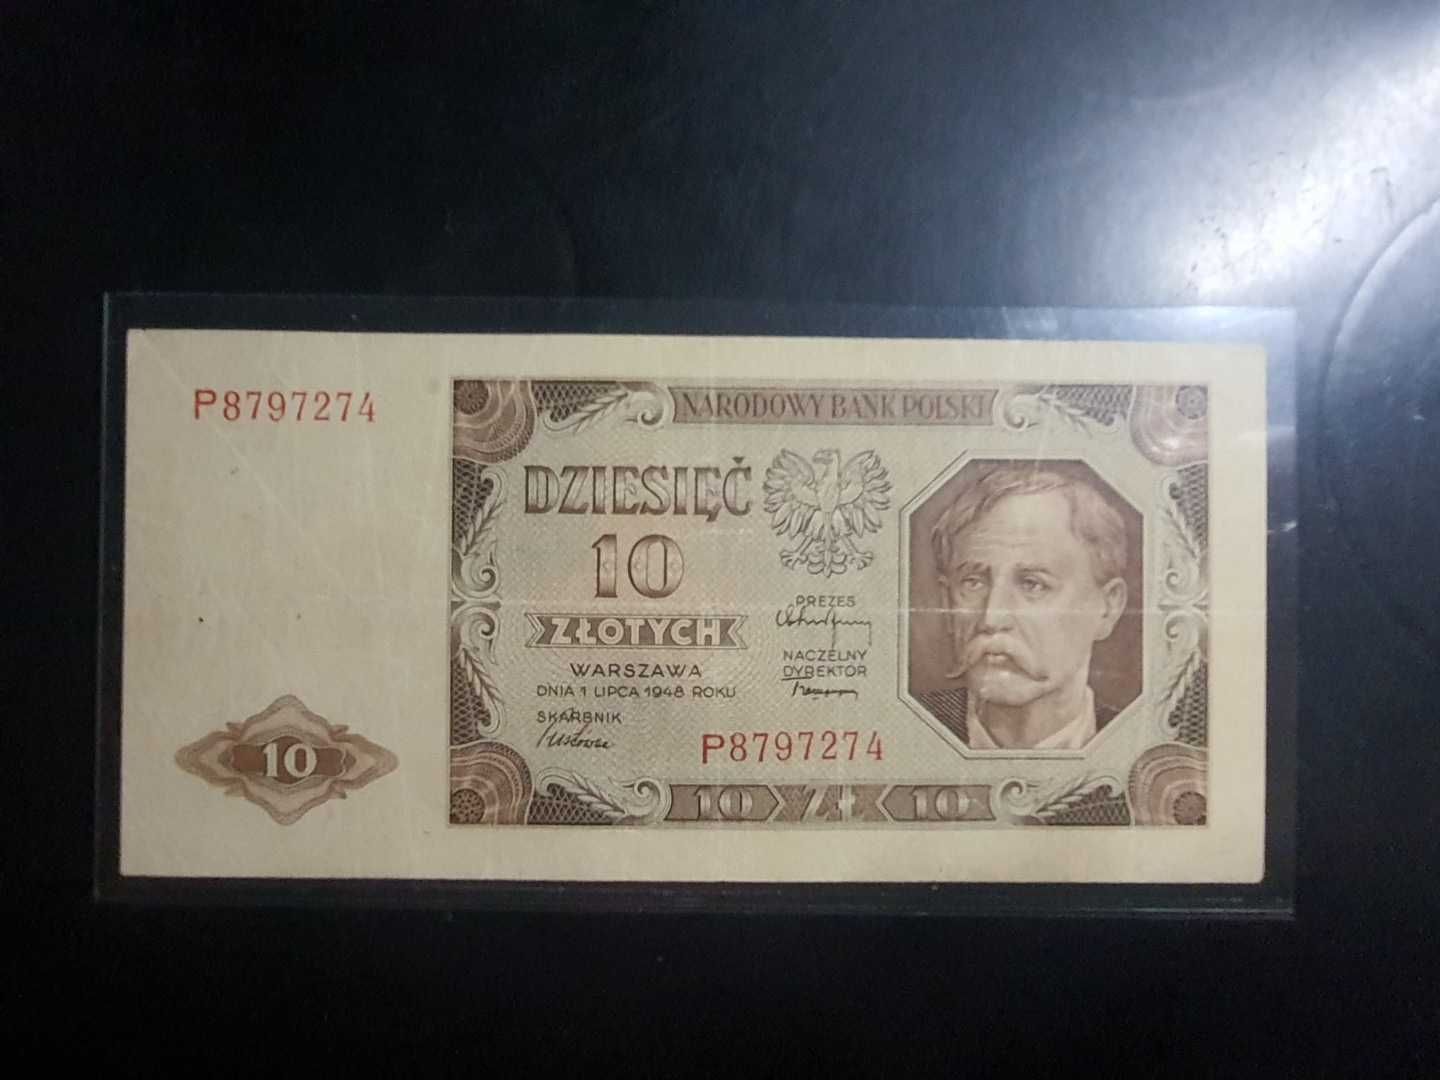 P8797274
NARODOWY BANK POLSKI
DZIESIĘĆ
10
ZŁOTYCH
WARSZAWA
DNIA 1 LIPCA 1948 ROKU
SKARBNIK
PREZES
NACZELNY
DYREKTOR
P8797274
10
10 ZŁ 10